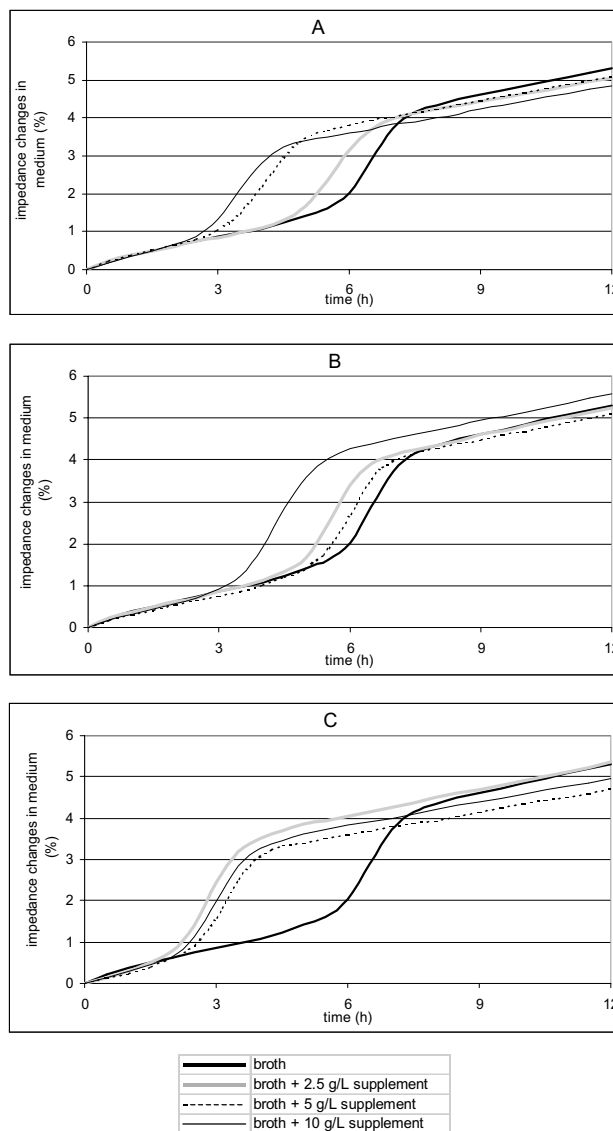 A
impedance changes in
medium (%)
6
5
4
3
2
1
0
0 3 6 9 12
time (h)
B
impedance changes in medium
(%)
6
5
4
3
2
1
0
0 3 6 9 12
time (h)
C
impedance changes in medium
(%)
6
5
4
3
2
1
0
0 3 6 9 12
time (h)
broth
broth + 2.5 g/L supplement
broth + 5 g/L supplement
broth + 10 g/L supplement